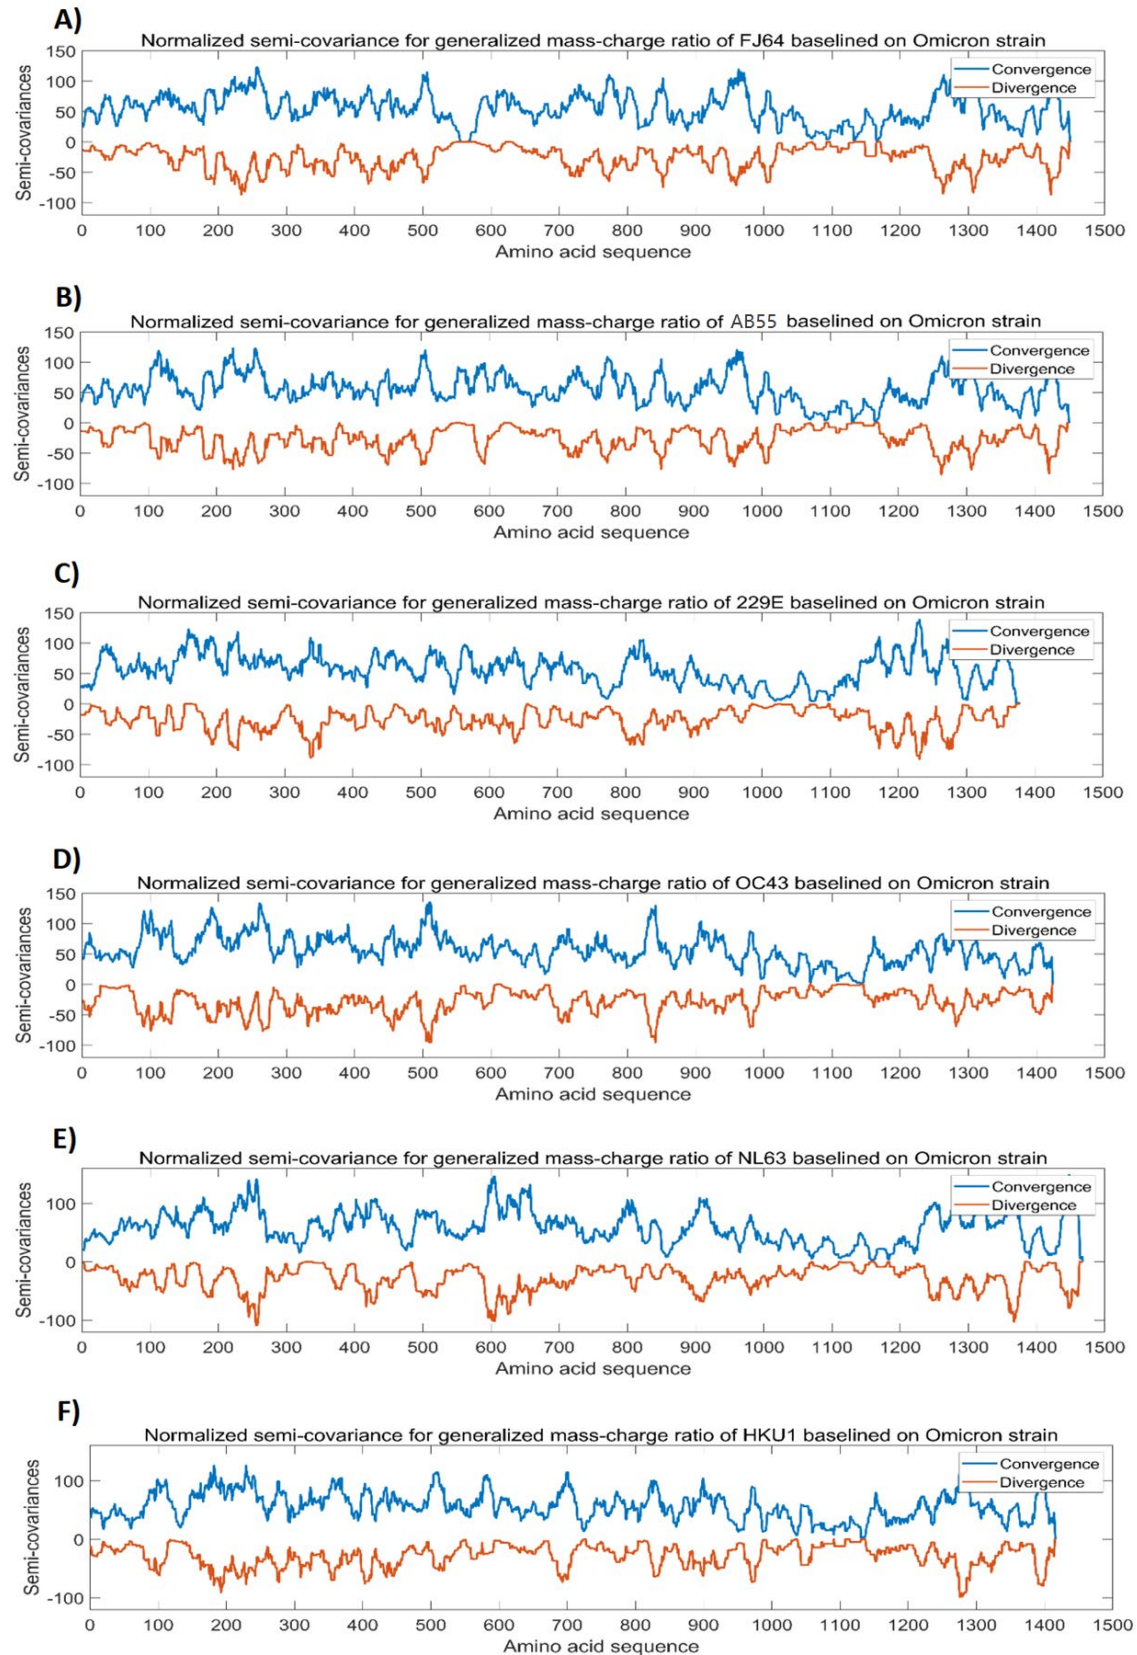 A)
Normalized semi-covariance for generalized mass-charge ratio of FJ64 baselined on Omicron strain
Semi-covariances
150
100
50
0
-50
-100
Convergence
Divergence
0 100 200 300 400 500 600 700 800 900 1000 1100 1200 1300 1400 1500
Amino acid sequence
B)
Normalized semi-covariance for generalized mass-charge ratio of AB55 baselined on Omicron strain
Semi-covariances
150
100
50
0
-50
-100
Convergence
Divergence
0 100 200 300 400 500 600 700 800 900 1000 1100 1200 1300 1400 1500
Amino acid sequence
C)
Normalized semi-covariance for generalized mass-charge ratio of 229E baselined on Omicron strain
Semi-covariances
150
100
50
0
-50
-100
Convergence
Divergence
0 100 200 300 400 500 600 700 800 900 1000 1100 1200 1300 1400 1500
Amino acid sequence
D)
Normalized semi-covariance for generalized mass-charge ratio of OC43 baselined on Omicron strain
Semi-covariances
150
100
50
0
-50
-100
Convergence
Divergence
0 100 200 300 400 500 600 700 800 900 1000 1100 1200 1300 1400 1500
Amino acid sequence
E)
Normalized semi-covariance for generalized mass-charge ratio of NL63 baselined on Omicron strain
Semi-covariances
100
0
-100
Convergence
Divergence
0 100 200 300 400 500 600 700 800 900 1000 1100 1200 1300 1400 1500
Amino acid sequence
F)
Normalized semi-covariance for generalized mass-charge ratio of HKU1 baselined on Omicron strain
Semi-covariances
100
0
-100
Convergence
Divergence
0 100 200 300 400 500 600 700 800 900 1000 1100 1200 1300 1400 1500
Amino acid sequence